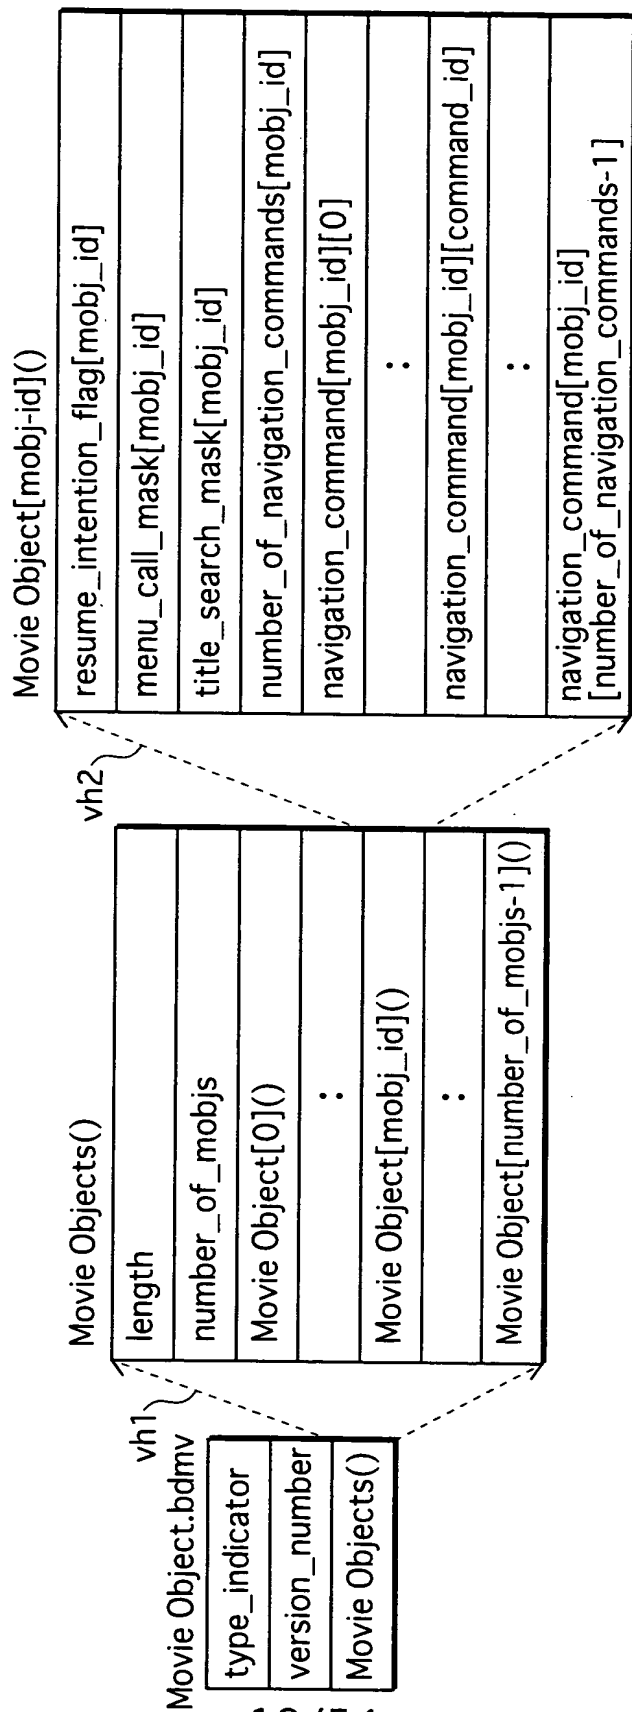 Movie Object.bdmv
type_indicator
version_number
Movie Objects()
vh1
Movie Objects()
length
number_of_mobjs
Movie Object[0]()
:
Movie Object[mobj_id]()
:
Movie Object[number_of_mobjs-1]()
vh2
Movie Object[mobj-id]()
resume_intention_flag[mobj_id]
menu_call_mask[mobj_id]
title_search_mask[mobj_id]
number_of_navigation_commands[mobj_id]
navigation_command[mobj_id][0]
:
navigation_command[mobj_id][command_id]
:
navigation_command[mobj_id]
[number_of_navigation_commands-1]